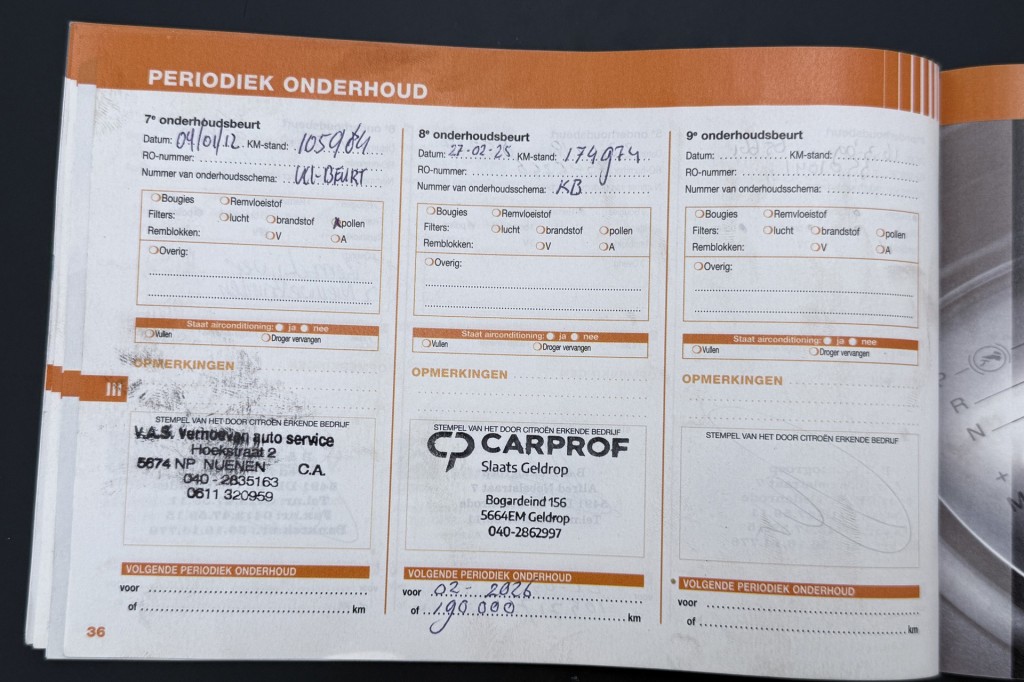 PERIODIEK ONDERHOUD
7e onderhoudsbeurt
Datum: 04/01/12 KM-stand: 105984
RO-nummer:
Nummer van onderhoudsschema: UCI-BEURT
Bougies Remvloeistof
Filters: lucht brandstof pollen
Remblokken: V A
Overig:
Staat airconditioning: ja nee
Vullen Droger vervangen
OPMERKINGEN
STEMPEL VAN HET DOOR CITROËN ERKENDE BEDRIJF
V.A.S. Verhoeven auto service
Hoekstraat 2
5674 NP NUENEN C.A.
040 - 2835163
0611 320959
VOLGENDE PERIODIEK ONDERHOUD
voor
of km
36
8e onderhoudsbeurt
Datum: 27-02-25 KM-stand: 174974
RO-nummer:
Nummer van onderhoudsschema: KB
Bougies Remvloeistof
Filters: lucht brandstof pollen
Remblokken: V A
Overig:
Staat airconditioning: ja nee
Vullen Droger vervangen
OPMERKINGEN
STEMPEL VAN HET DOOR CITROËN ERKENDE BEDRIJF
CARPROF
Slaats Geldrop
Bogardeind 156
5664EM Geldrop
040-2862997
VOLGENDE PERIODIEK ONDERHOUD
voor 02- 2026
of 190.000 km
9e onderhoudsbeurt
Datum: KM-stand:
RO-nummer:
Nummer van onderhoudsschema:
Bougies Remvloeistof
Filters: lucht brandstof pollen
Remblokken: V A
Overig:
Staat airconditioning: ja nee
Vullen Droger vervangen
OPMERKINGEN
STEMPEL VAN HET DOOR CITROËN ERKENDE BEDRIJF
VOLGENDE PERIODIEK ONDERHOUD
voor
of km
P
R
N
+
M